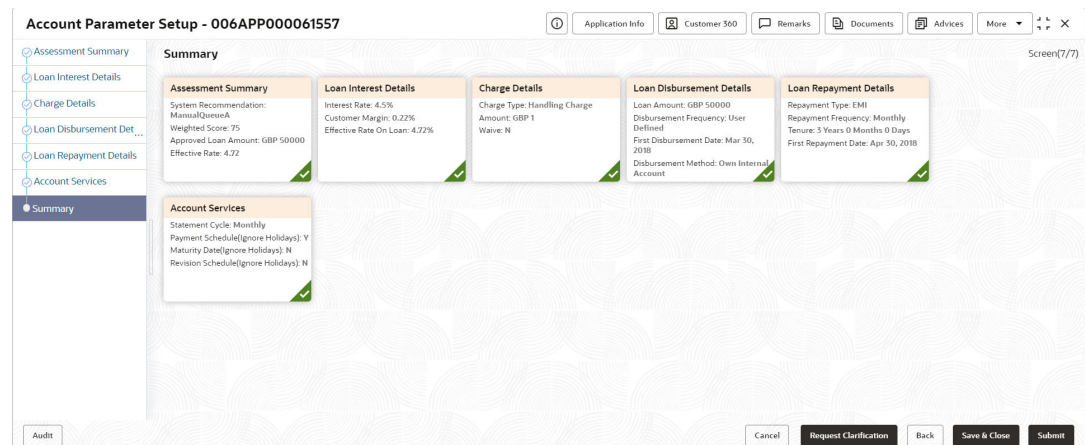 Account Parameter Setup - 006APP000061557
Application Info
Customer 360
Remarks
Documents
Advices
More
Assessment Summary
Loan Interest Details
Charge Details
Loan Disbursement Det...
Loan Repayment Details
Account Services
Summary
Summary
Screen(7/7)
Assessment Summary
System Recommendation:
ManualQueueA
Weighted Score: 75
Approved Loan Amount: GBP 50000
Effective Rate: 4.72
Loan Interest Details
Interest Rate: 4.5%
Customer Margin: 0.22%
Effective Rate On Loan: 4.72%
Charge Details
Charge Type: Handling Charge
Amount: GBP 1
Waive: N
Loan Disbursement Details
Loan Amount: GBP 50000
Disbursement Frequency: User
Defined
First Disbursement Date: Mar 30,
2018
Disbursement Method: Own Internal
Account
Loan Repayment Details
Repayment Type: EMI
Repayment Frequency: Monthly
Tenure: 3 Years 0 Months 0 Days
First Repayment Date: Apr 30, 2018
Account Services
Statement Cycle: Monthly
Payment Schedule(Ignore Holidays): Y
Maturity Date(Ignore Holidays): N
Revision Schedule(Ignore Holidays): N
Audit
Cancel
Request Clarification
Back
Save & Close
Submit